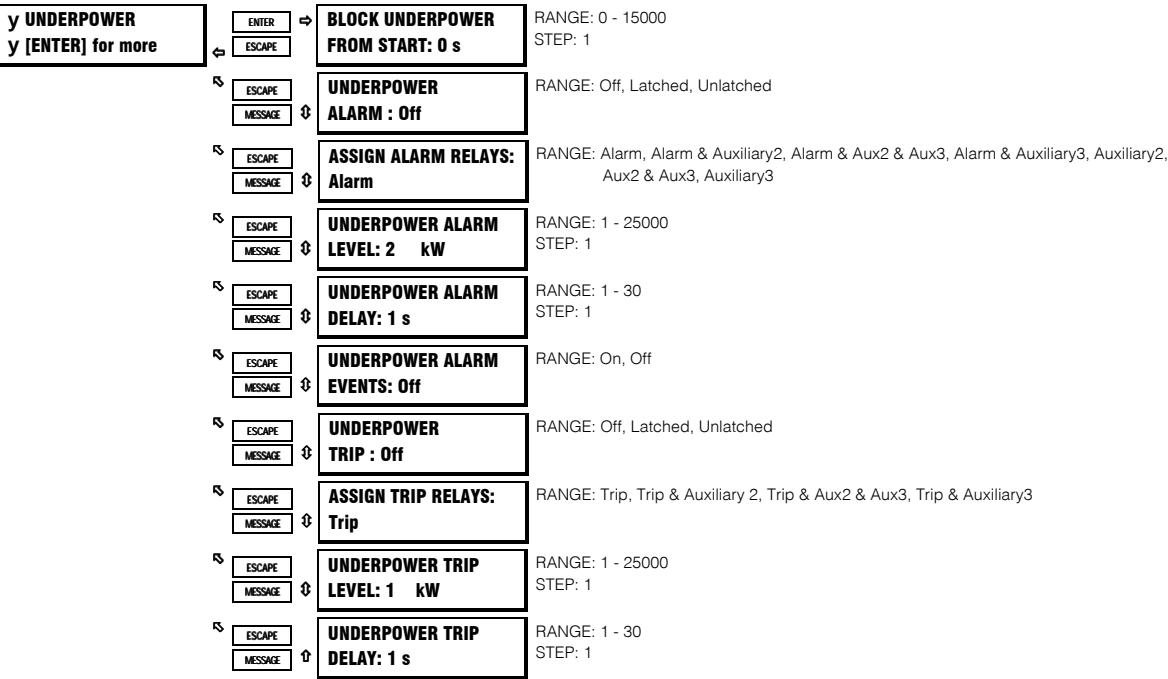 y UNDERPOWER
y [ENTER] for more
ENTER
ESCAPE
BLOCK UNDERPOWER
FROM START: 0 s
RANGE: 0 - 15000
STEP: 1
ESCAPE
MESSAGE
UNDERPOWER
ALARM : Off
RANGE: Off, Latched, Unlatched
ESCAPE
MESSAGE
ASSIGN ALARM RELAYS:
Alarm
RANGE: Alarm, Alarm & Auxiliary2, Alarm & Aux2 & Aux3, Alarm & Auxiliary3, Auxiliary2,
Aux2 & Aux3, Auxiliary3
ESCAPE
MESSAGE
UNDERPOWER ALARM
LEVEL: 2 kW
RANGE: 1 - 25000
STEP: 1
ESCAPE
MESSAGE
UNDERPOWER ALARM
DELAY: 1 s
RANGE: 1 - 30
STEP: 1
ESCAPE
MESSAGE
UNDERPOWER ALARM
EVENTS: Off
RANGE: On, Off
ESCAPE
MESSAGE
UNDERPOWER
TRIP : Off
RANGE: Off, Latched, Unlatched
ESCAPE
MESSAGE
ASSIGN TRIP RELAYS:
Trip
RANGE: Trip, Trip & Auxiliary 2, Trip & Aux2 & Aux3, Trip & Auxiliary3
ESCAPE
MESSAGE
UNDERPOWER TRIP
LEVEL: 1 kW
RANGE: 1 - 25000
STEP: 1
ESCAPE
MESSAGE
UNDERPOWER TRIP
DELAY: 1 s
RANGE: 1 - 30
STEP: 1